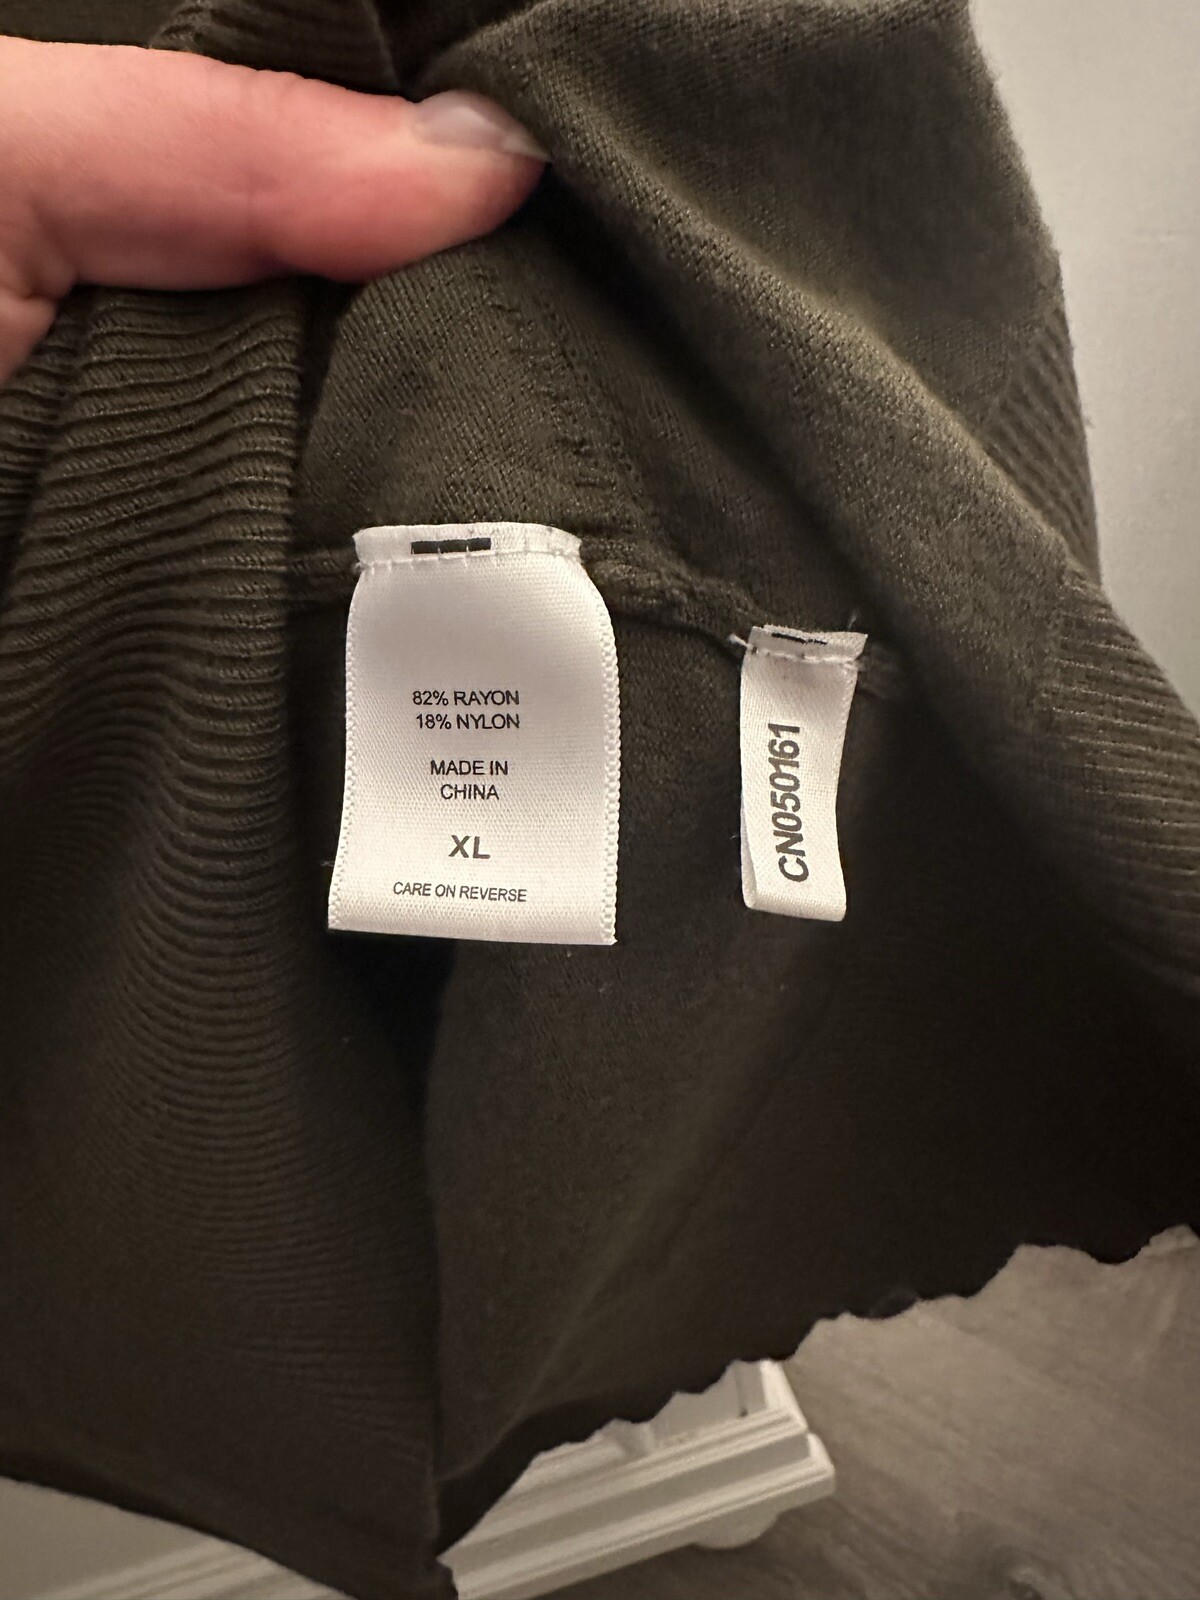 82% RAYON
18% NYLON
MADE IN
CHINA
XL
CARE ON REVERSE
CN050161